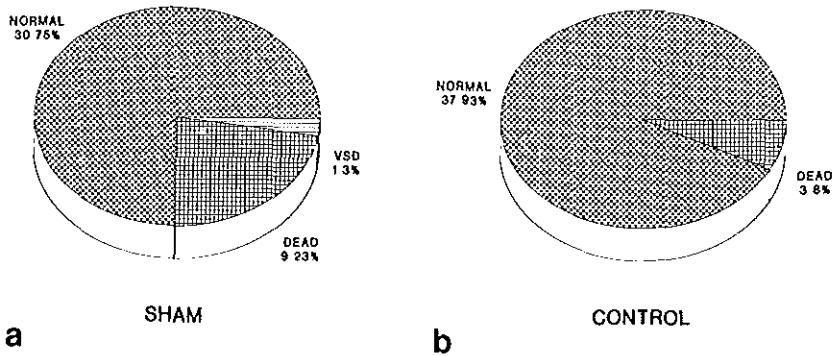 NORMAL
30 75%
VSD
1 3%
DEAD
9 23%
SHAM
a
NORMAL
37 93%
DEAD
3 8%
CONTROL
b